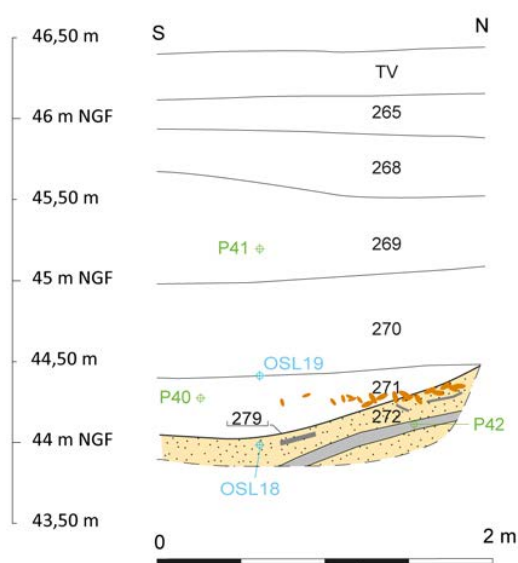 46,50 m
S
N
TV
46 m NGF
265
268
45,50 m
P41
269
45 m NGF
270
44,50 m
OSL19
P40
271
279
272
P42
44 m NGF
OSL18
43,50 m
0
2 m